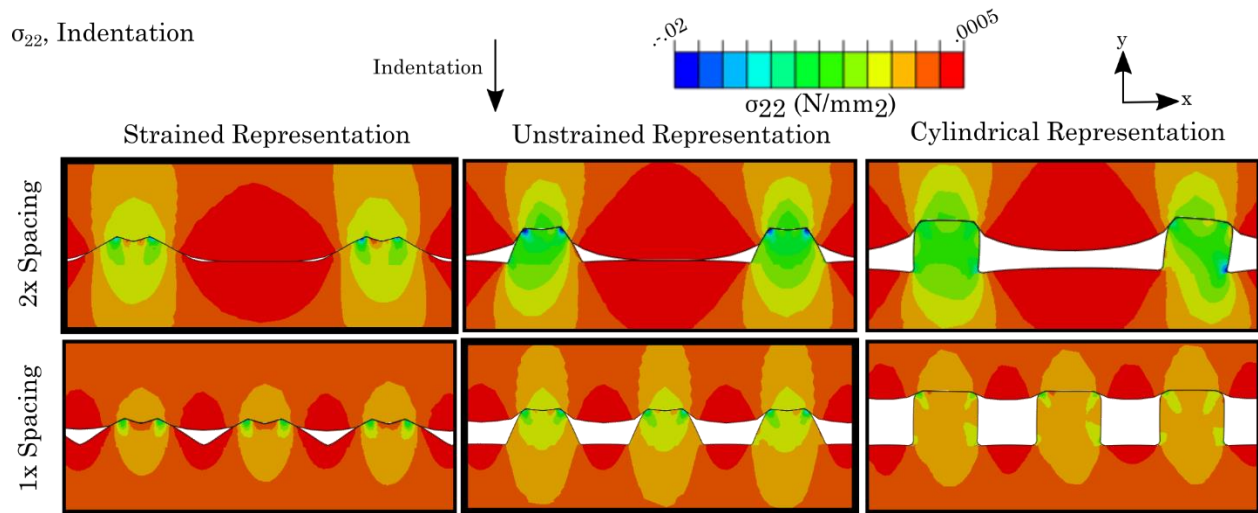 σ22, Indentation
Indentation
-.02
.0005
σ22 (N/mm2)
y
x
Strained Representation
Unstrained Representation
Cylindrical Representation
2x Spacing
1x Spacing